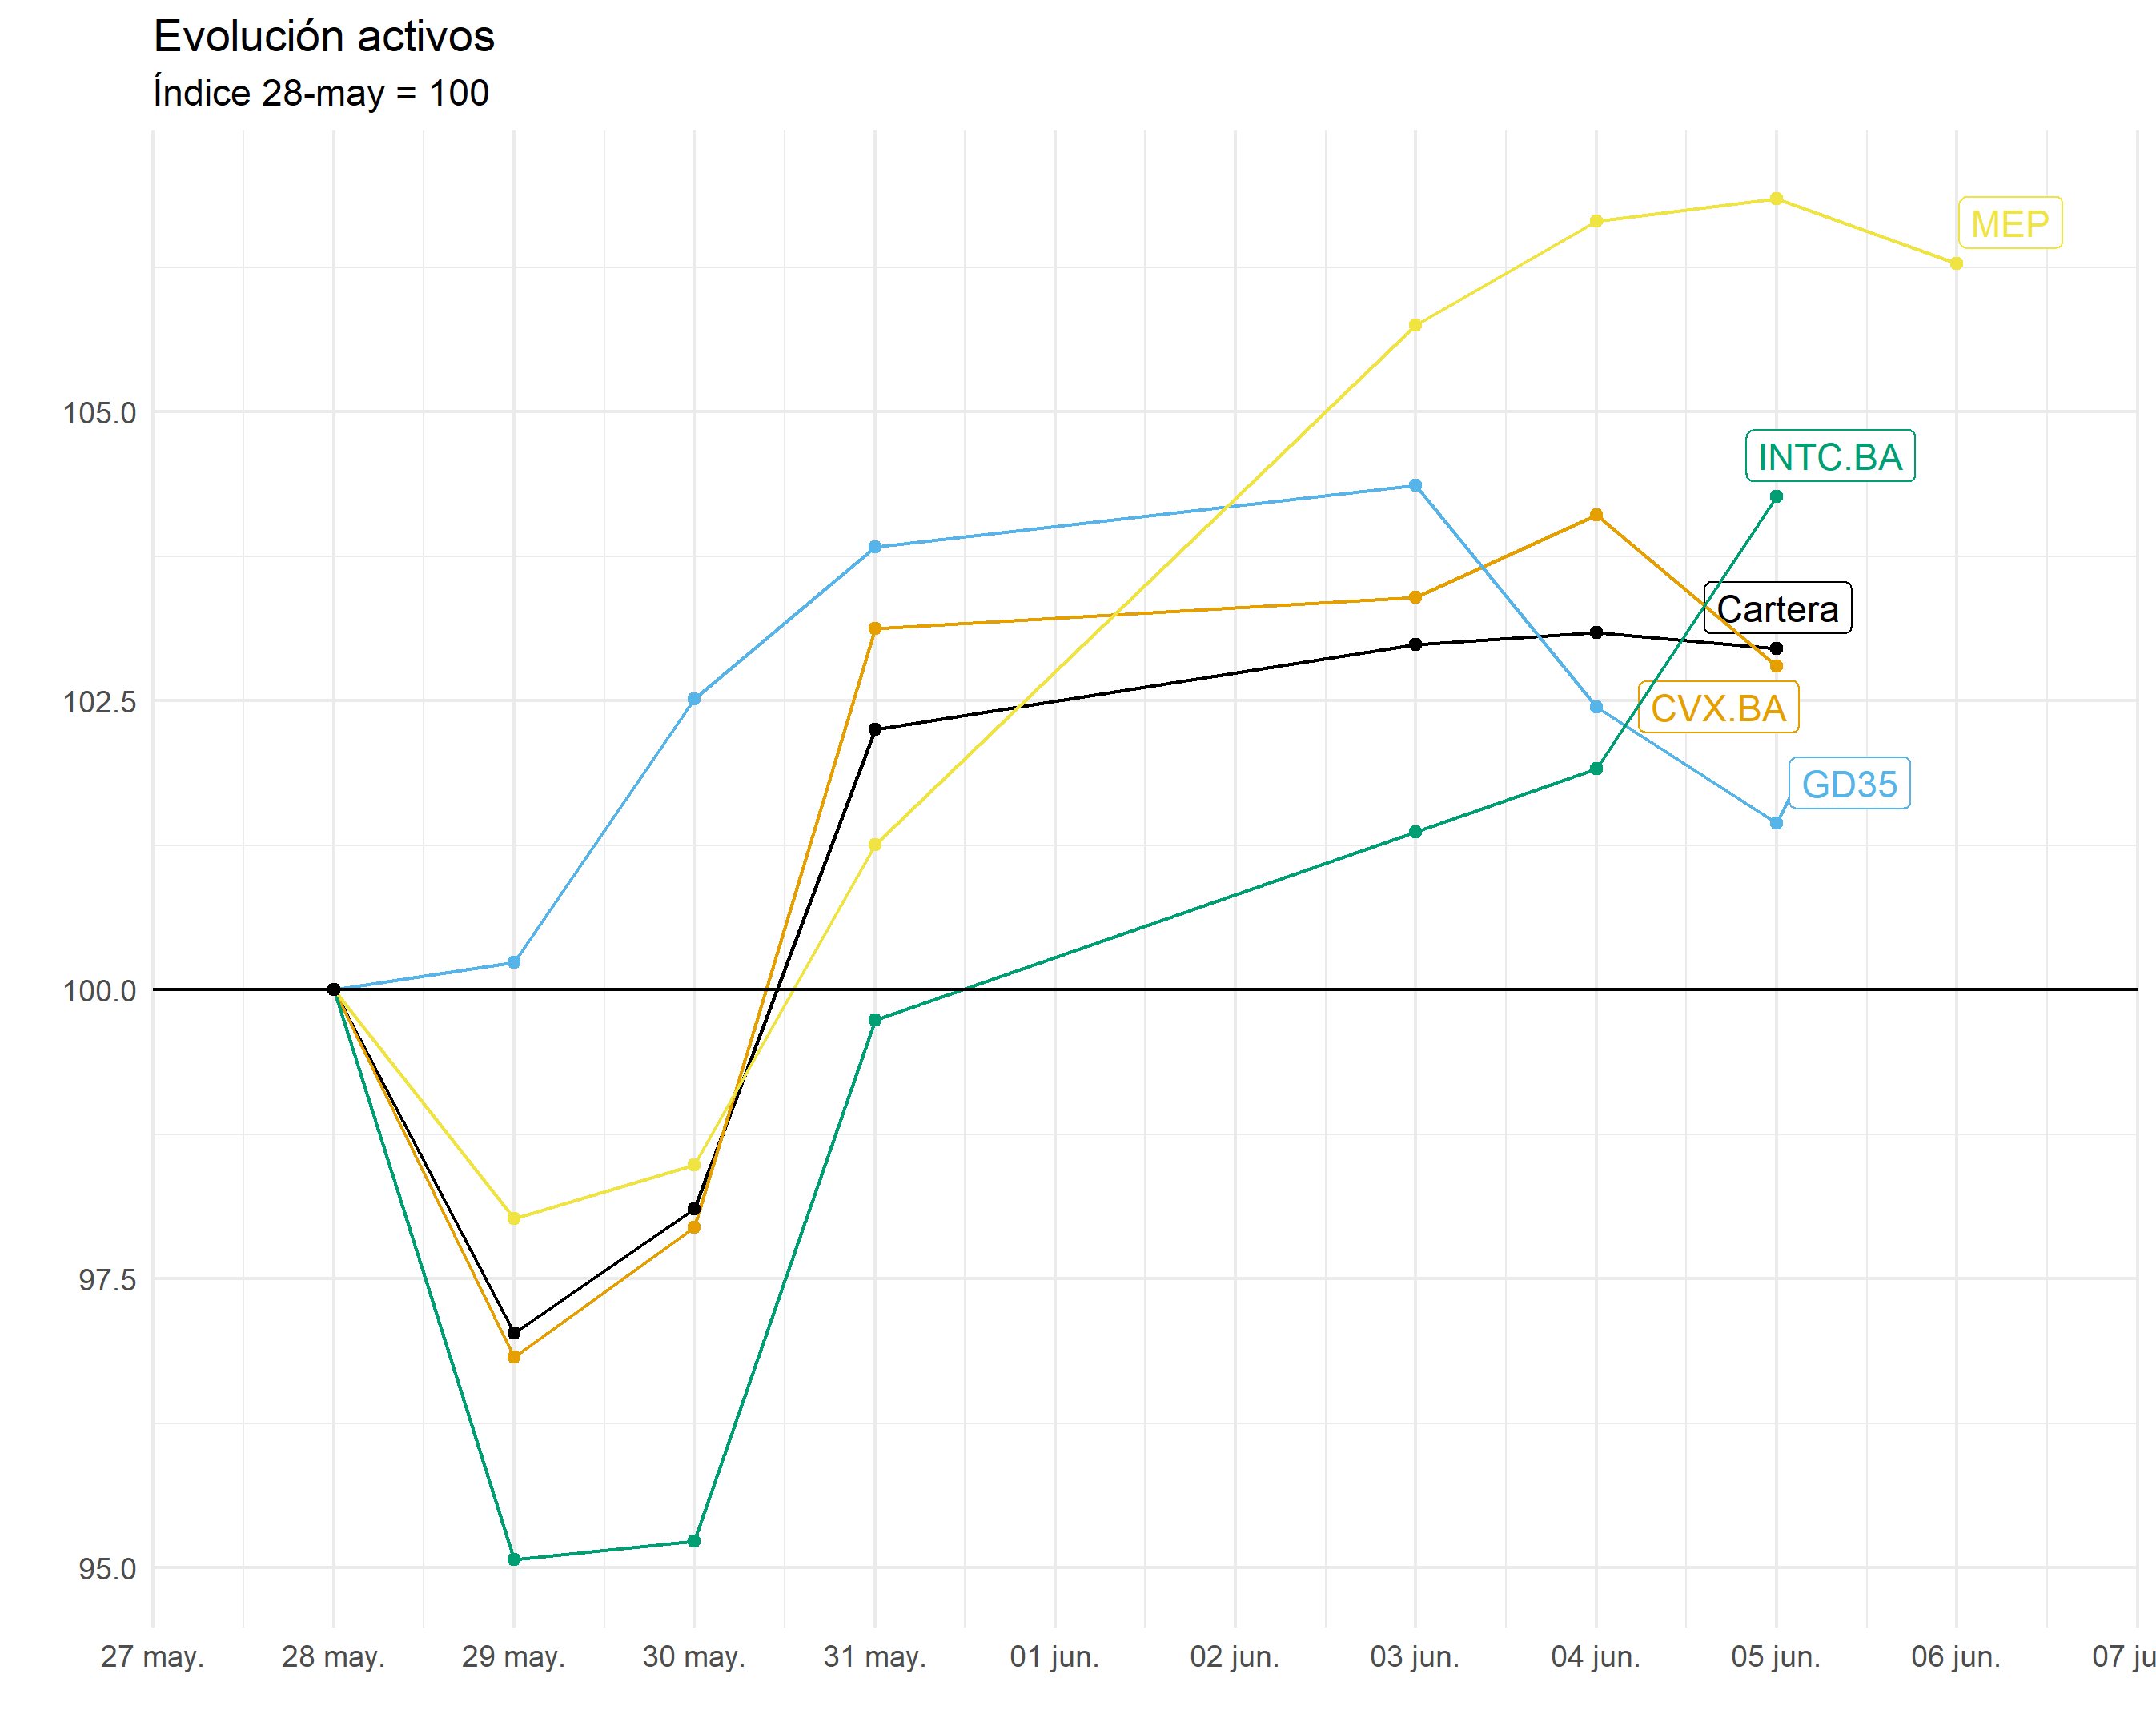 Evolución activos
Índice 28-may = 100
MEP
105.0
INTC.BA
Cartera
102.5
CVX.BA
GD35
100.0
97.5
95.0
27 may. 28 may. 29 may. 30 may. 31 may. 01 jun. 02 jun. 03 jun. 04 jun. 05 jun. 06 jun. 07 ju